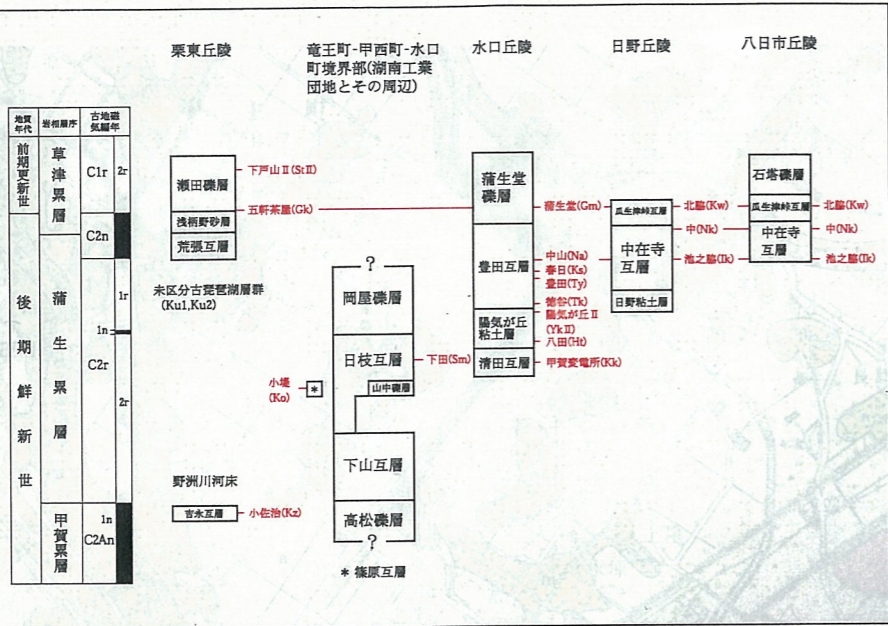 栗東丘陵
竜王町-甲西町-水口
町境界部(湖南工業
団地とその周辺)
水口丘陵
日野丘陵
八日市丘陵
地質
年代
岩相層序
古地磁
気編年
前期更新世
後期鮮新世
草津累層
蒲生累層
甲賀累層
C1r
2r
C2n
1r
1n
C2r
2r
1n
C2An
瀬田礫層
浅柄野砂層
荒張互層
下戸山Ⅱ(StⅡ)
五軒茶屋(Gk)
未区分古琵琶湖層群
(Ku1,Ku2)
野洲川河床
吉永互層
小佐治(Kz)
?
岡屋礫層
日枝互層
山中礫層
下田(Sm)
小堤
(Ko)
*
下山互層
高松礫層
?
* 篠原互層
蒲生堂
礫層
豊田互層
陽気が丘
粘土層
清田互層
蒲生堂(Gm)
中山(Na)
春日(Ks)
豊田(Ty)
徳谷(Tk)
陽気が丘Ⅱ
(YkⅡ)
八田(Ht)
甲賀変電所(Kk)
瓜生津峠互層
中在寺
互層
日野粘土層
北脇(Kw)
中(Nk)
池之脇(Ik)
石塔礫層
瓜生津峠互層
中在寺
互層
北脇(Kw)
中(Nk)
池之脇(Ik)